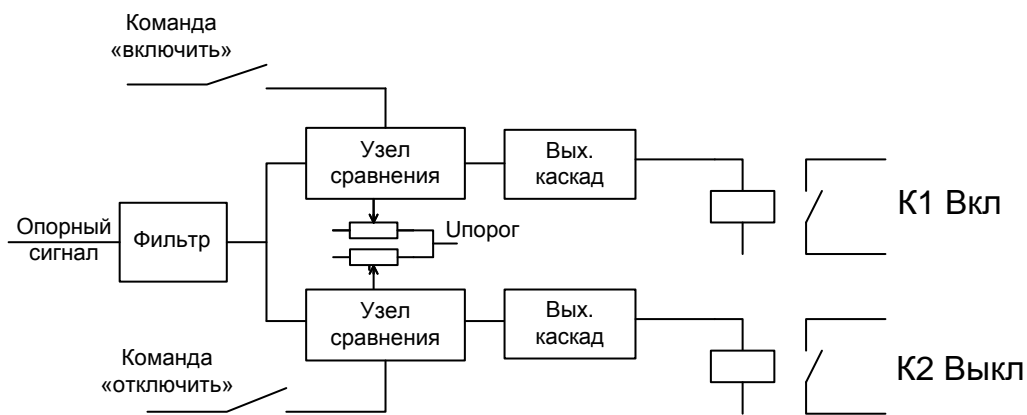 Команда
«включить»
Узел
сравнения
Вых.
каскад
К1 Вкл
Опорный
сигнал
Фильтр
Uпорог
Узел
сравнения
Вых.
каскад
К2 Выкл
Команда
«отключить»